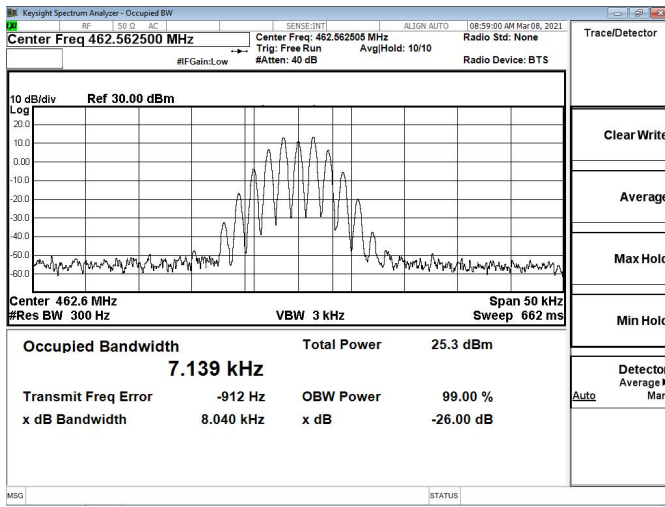 Keysight Spectrum Analyzer - Occupied BW
RF 50 Ω AC SENSE:INT ALIGN AUTO 08:59:00 AM Mar 08, 2021
Center Freq 462.562500 MHz Center Freq: 462.562505 MHz Radio Std: None
Trig: Free Run Avg|Hold: 10/10
#IFGain:Low #Atten: 40 dB Radio Device: BTS
Trace/Detector
10 dB/div Ref 30.00 dBm
Log
20.0
10.0
0.00
-10.0
-20.0
-30.0
-40.0
-50.0
-60.0
Clear Write
Average
Max Hold
Min Hold
Center 462.6 MHz Span 50 kHz
#Res BW 300 Hz VBW 3 kHz Sweep 662 ms
Occupied Bandwidth Total Power 25.3 dBm
7.139 kHz
Transmit Freq Error -912 Hz OBW Power 99.00 %
x dB Bandwidth 8.040 kHz x dB -26.00 dB
Detector
Average
Auto Man
MSG STATUS